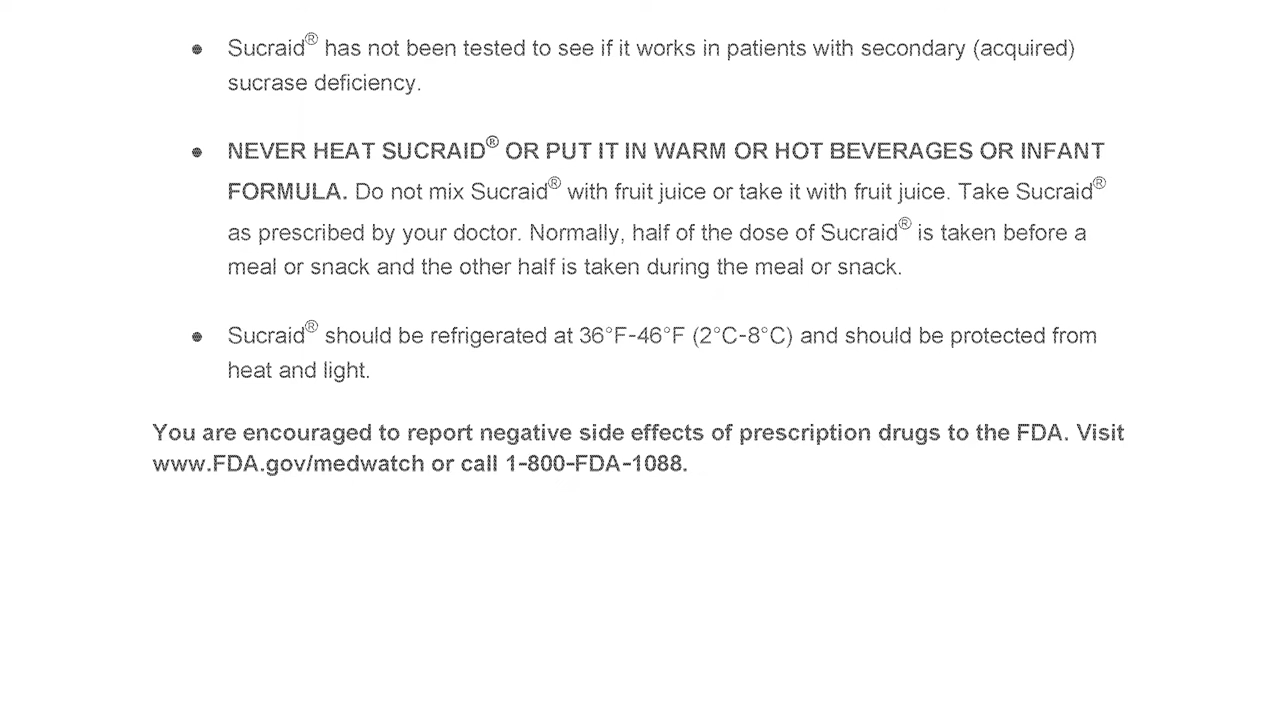 ● Sucraid® has not been tested to see if it works in patients with secondary (acquired)
sucrase deficiency.
● NEVER HEAT SUCRAID® OR PUT IT IN WARM OR HOT BEVERAGES OR INFANT
FORMULA. Do not mix Sucraid® with fruit juice or take it with fruit juice. Take Sucraid®
as prescribed by your doctor. Normally, half of the dose of Sucraid® is taken before a
meal or snack and the other half is taken during the meal or snack.
● Sucraid® should be refrigerated at 36°F-46°F (2°C-8°C) and should be protected from
heat and light.
You are encouraged to report negative side effects of prescription drugs to the FDA. Visit
www.FDA.gov/medwatch or call 1-800-FDA-1088.